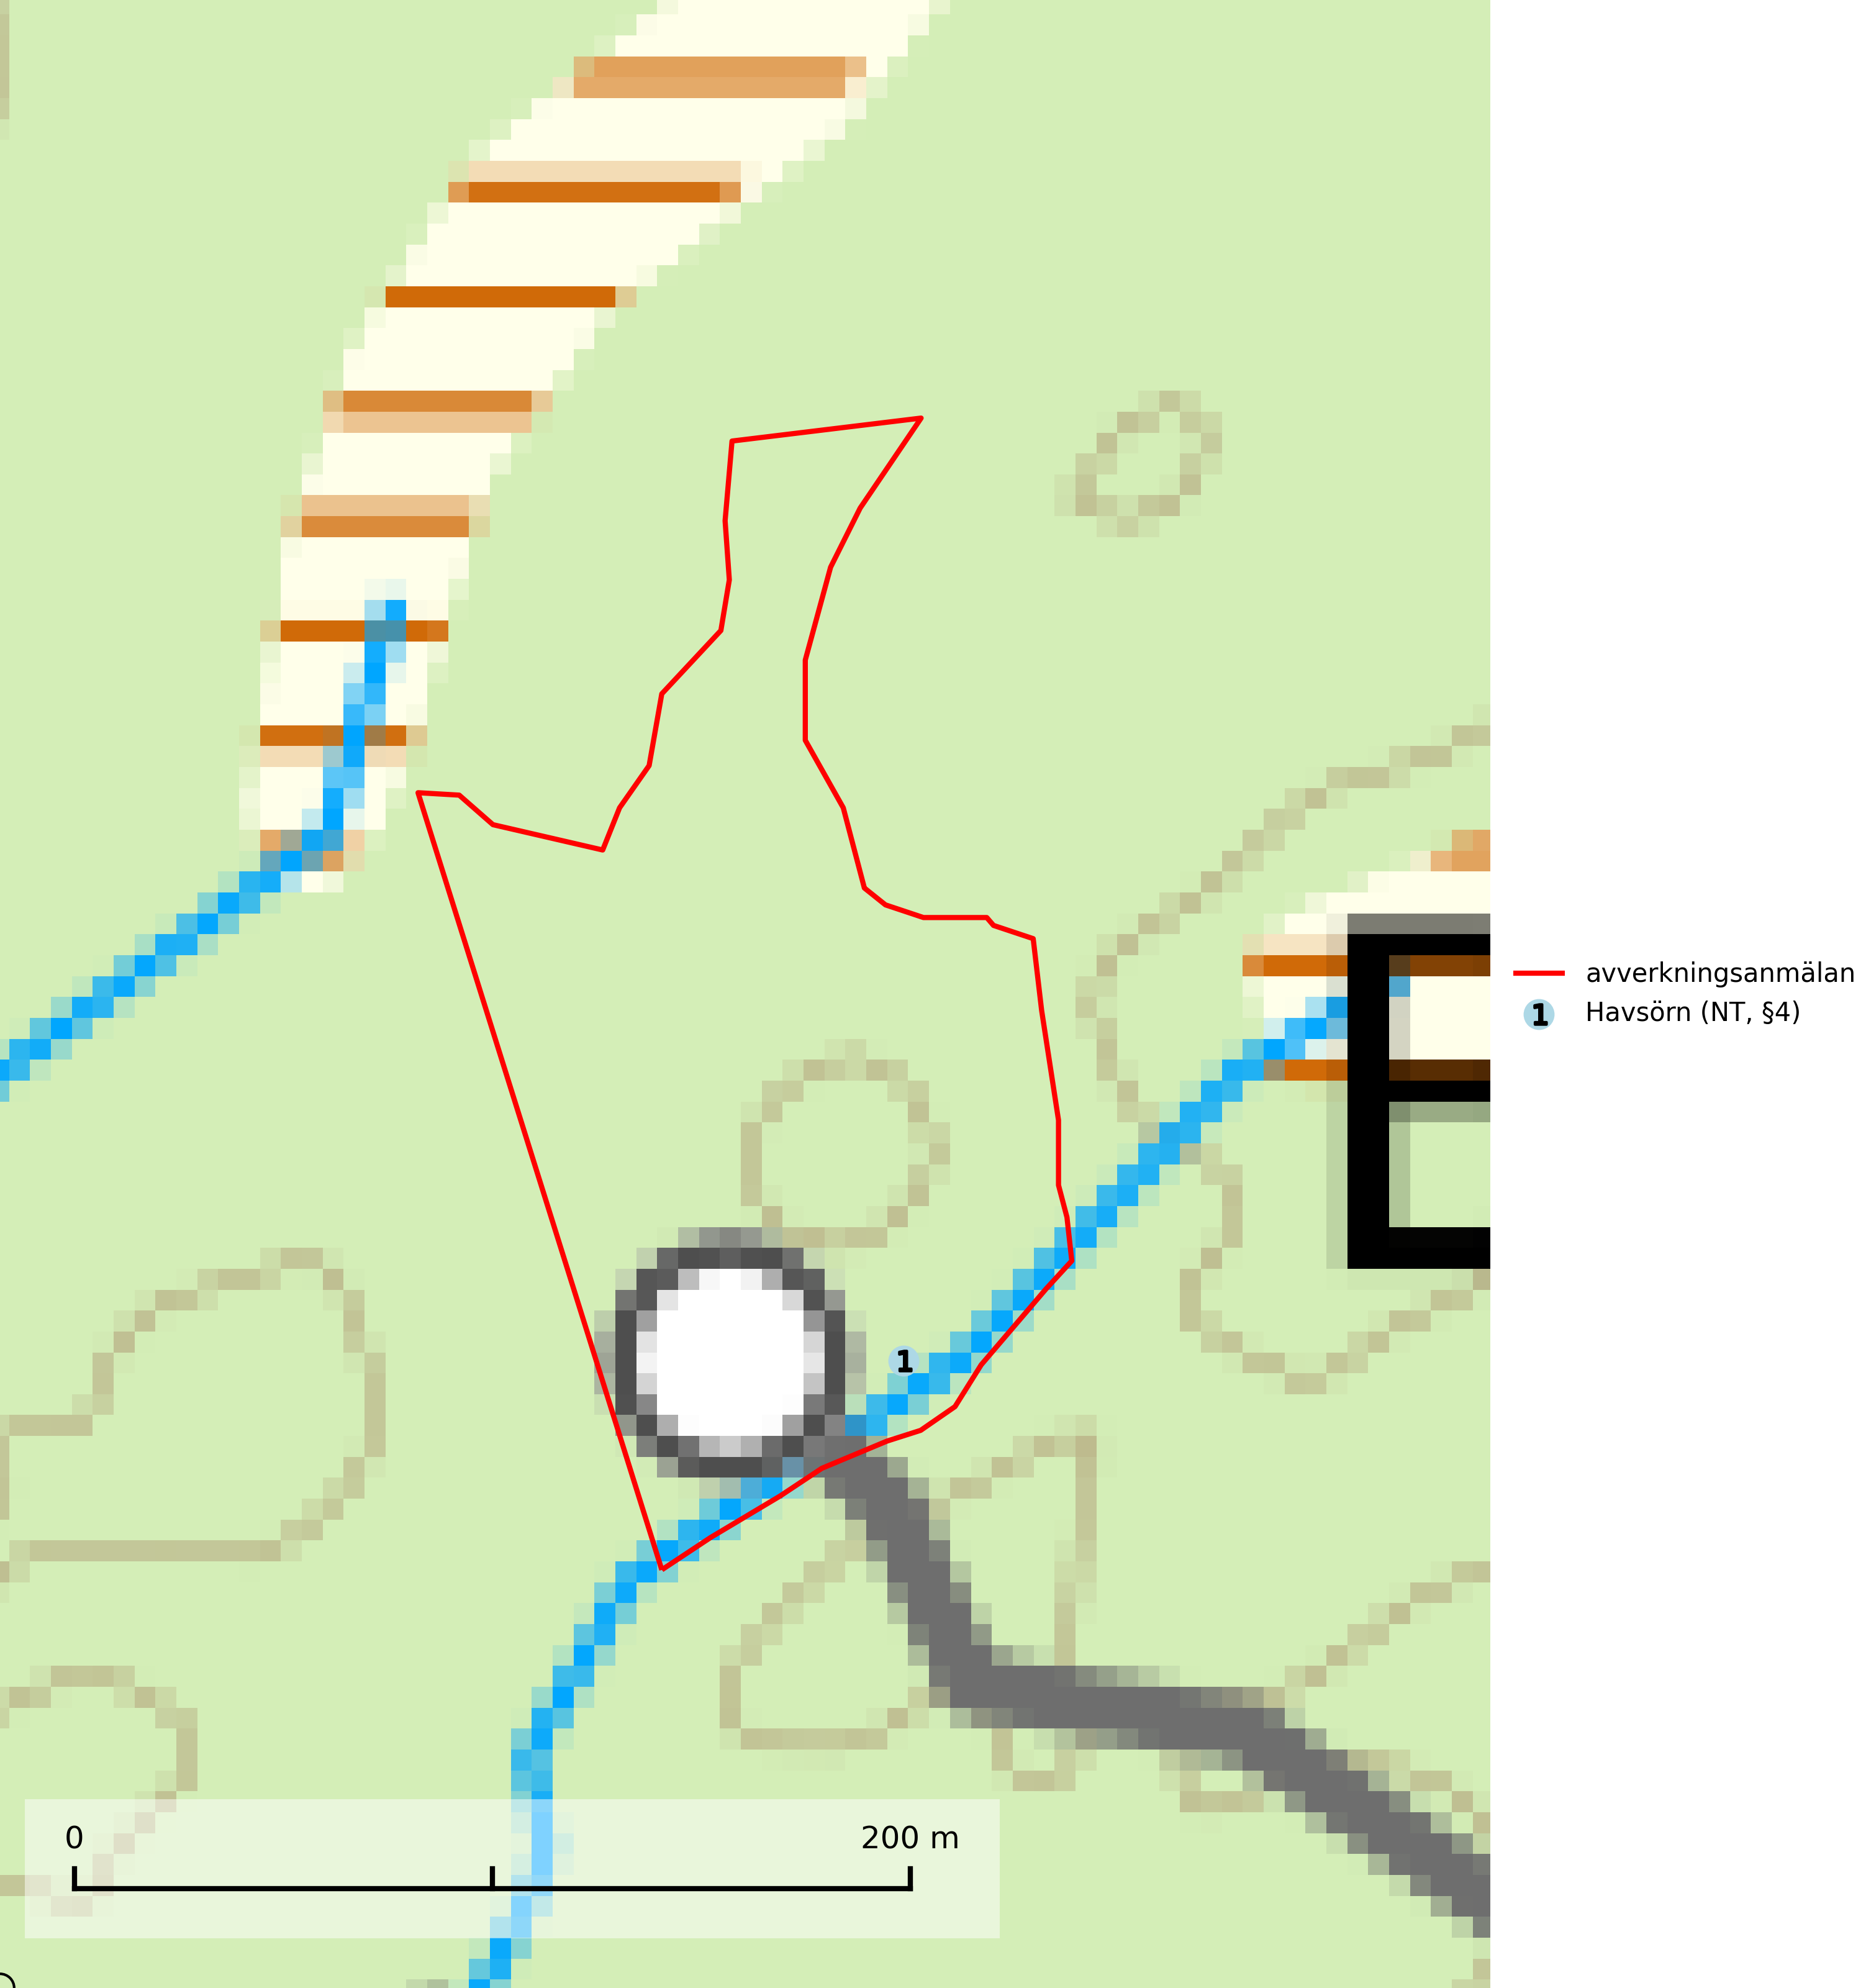 avverkningsanmälan
1 Havsörn (NT, §4)
1
0 200 m